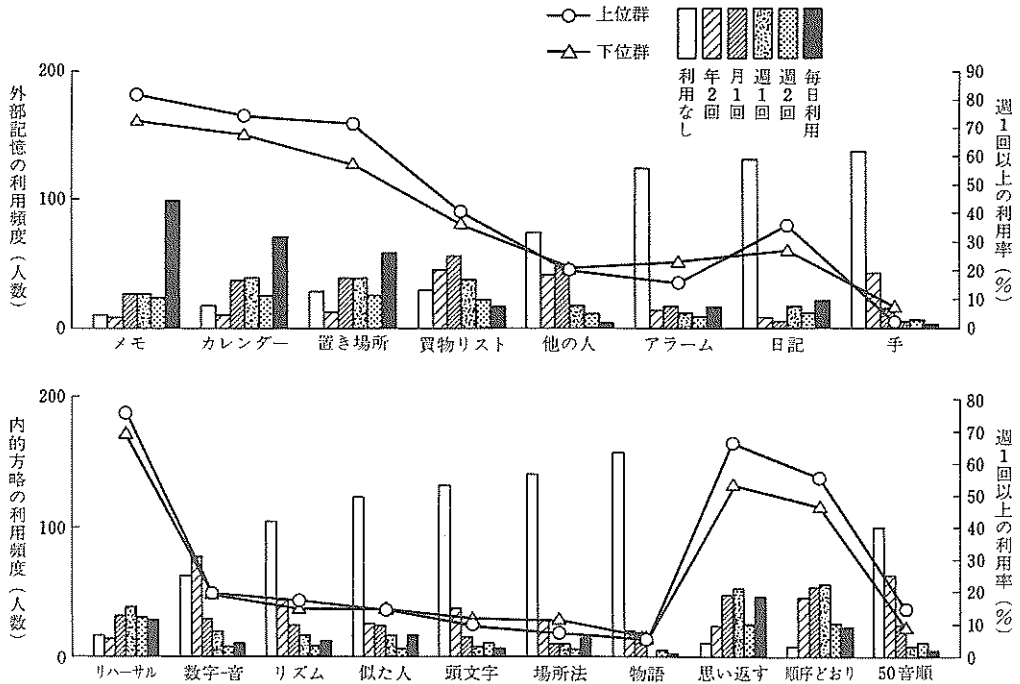 上位群
下位群
利用なし
年2回
月1回
週1回
週2回
毎日利用
外部記憶の利用頻度（人数）
200
100
0
90
80
70
60
50
40
30
20
10
0
週1回以上の利用率（%）
メモ カレンダー 置き場所 買物リスト 他の人 アラーム 日記 手
内的方略の利用頻度（人数）
200
100
0
80
70
60
50
40
30
20
10
0
週1回以上の利用率（%）
リハーサル 数字-音 リズム 似た人 頭文字 場所法 物語 思い返す 順序どおり 50音順